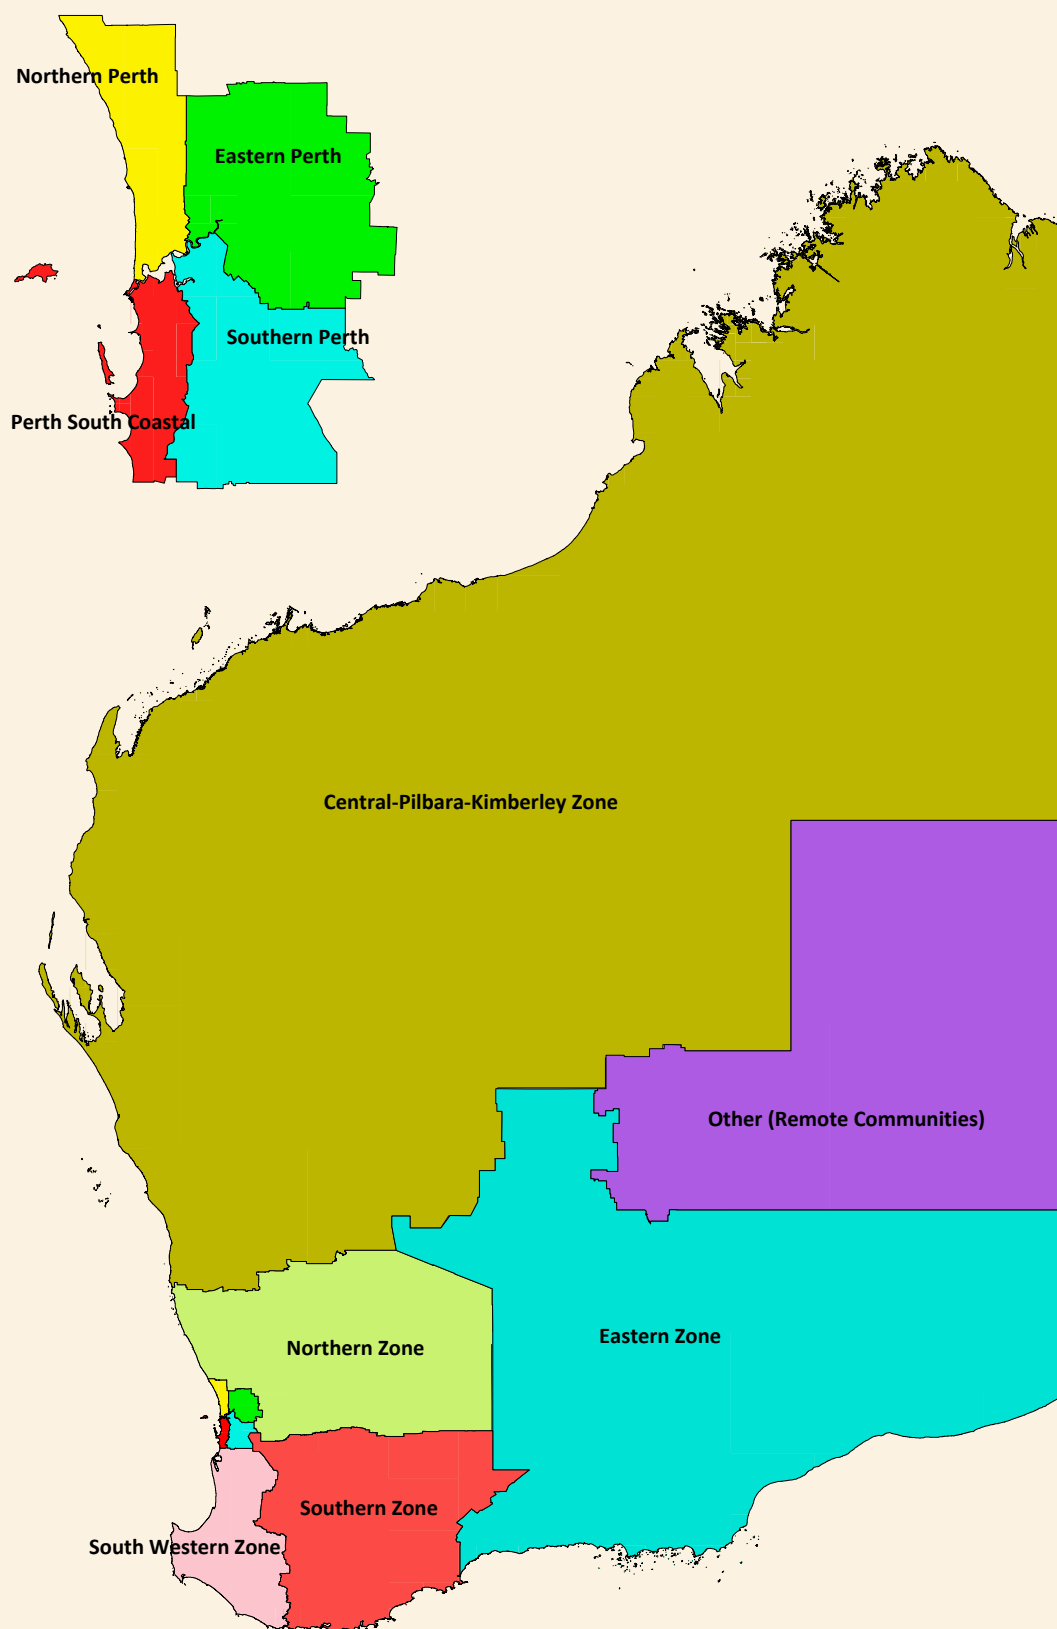 Northern Perth
Eastern Perth
Southern Perth
Perth South Coastal
Central-Pilbara-Kimberley Zone
Other (Remote Communities)
Eastern Zone
Northern Zone
Southern Zone
South Western Zone